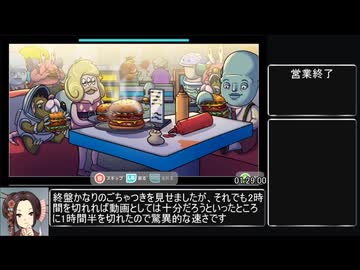 営業終了
B スキップ LR 戻る
01:29:00
終盤かなりのごちゃつきを見せましたが、それでも2時
間を切れれば動画としては十分だろうといったところ
に1時間半を切れたので驚異的な速さです